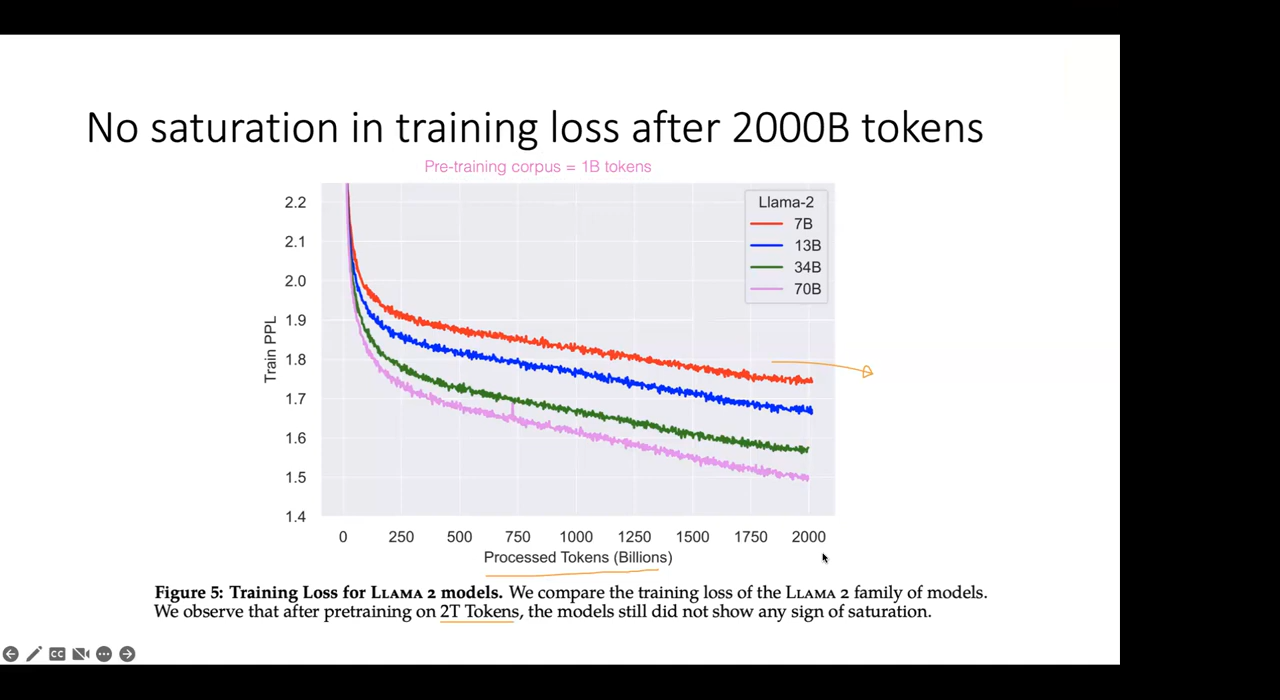 No saturation in training loss after 2000B tokens
Pre-training corpus = 1B tokens
Llama-2
7B
13B
34B
70B
Train PPL
2.2
2.1
2.0
1.9
1.8
1.7
1.6
1.5
1.4
0 250 500 750 1000 1250 1500 1750 2000
Processed Tokens (Billions)
Figure 5: Training Loss for LLAMA 2 models. We compare the training loss of the LLAMA 2 family of models.
We observe that after pretraining on 2T Tokens, the models still did not show any sign of saturation.
CC